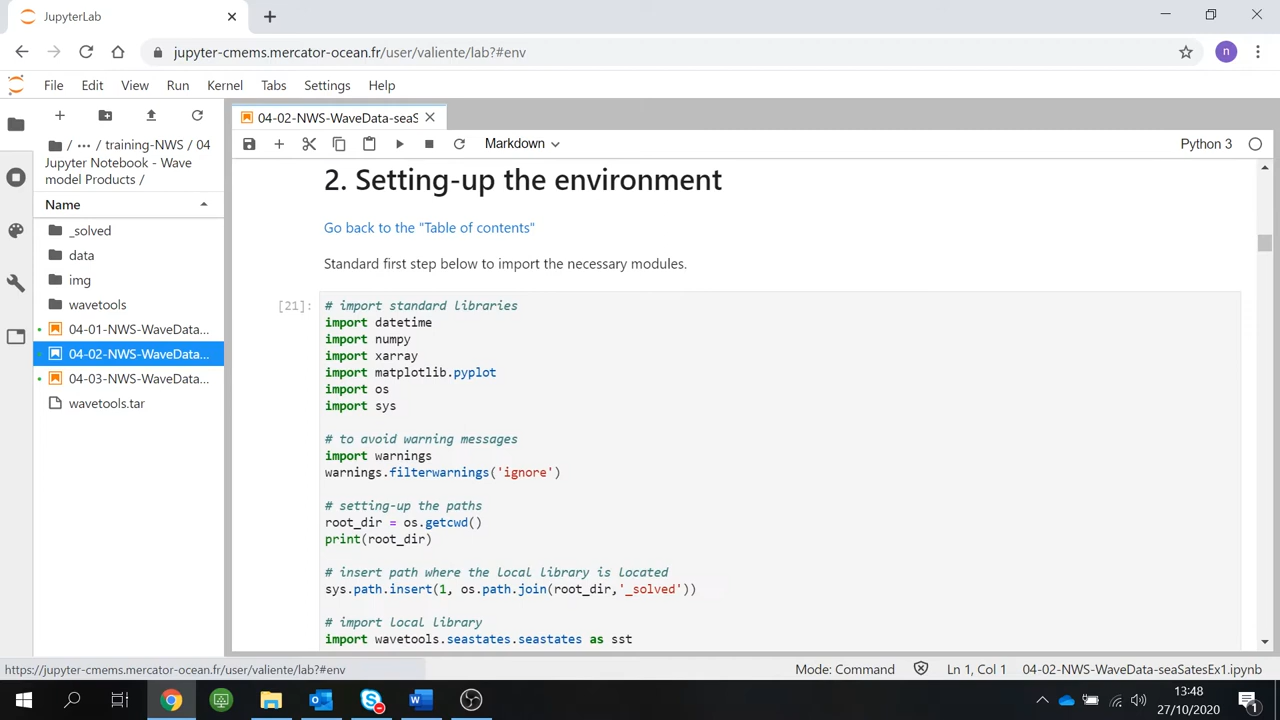 JupyterLab
jupyter-cmems.mercator-ocean.fr/user/valiente/lab?#env
n
File Edit View Run Kernel Tabs Settings Help
/ ··· / training-NWS / 04
Jupyter Notebook - Wave
model Products /
Name
_solved
data
img
wavetools
04-01-NWS-WaveData...
04-02-NWS-WaveData...
04-03-NWS-WaveData...
wavetools.tar
04-02-NWS-WaveData-seaS
Markdown
Python 3
2. Setting-up the environment
Go back to the "Table of contents"
Standard first step below to import the necessary modules.
[21]:
# import standard libraries
import datetime
import numpy
import xarray
import matplotlib.pyplot
import os
import sys
# to avoid warning messages
import warnings
warnings.filterwarnings('ignore')
# setting-up the paths
root_dir = os.getcwd()
print(root_dir)
# insert path where the local library is located
sys.path.insert(1, os.path.join(root_dir,'_solved'))
# import local library
import wavetools.seastates.seastates as sst
https://jupyter-cmems.mercator-ocean.fr/user/valiente/lab?#env
Mode: Command
Ln 1, Col 1
04-02-NWS-WaveData-seaSatesEx1.ipynb
13:48
27/10/2020
1